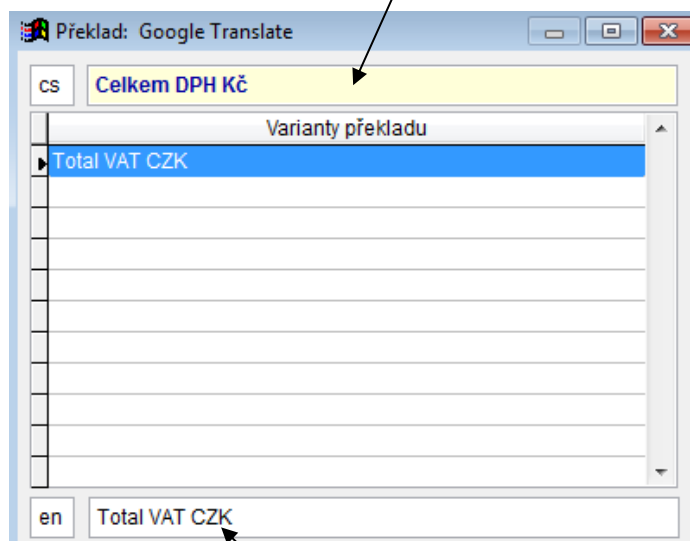 Překlad: Google Translate
cs Celkem DPH Kč
Varianty překladu
Total VAT CZK
en Total VAT CZK